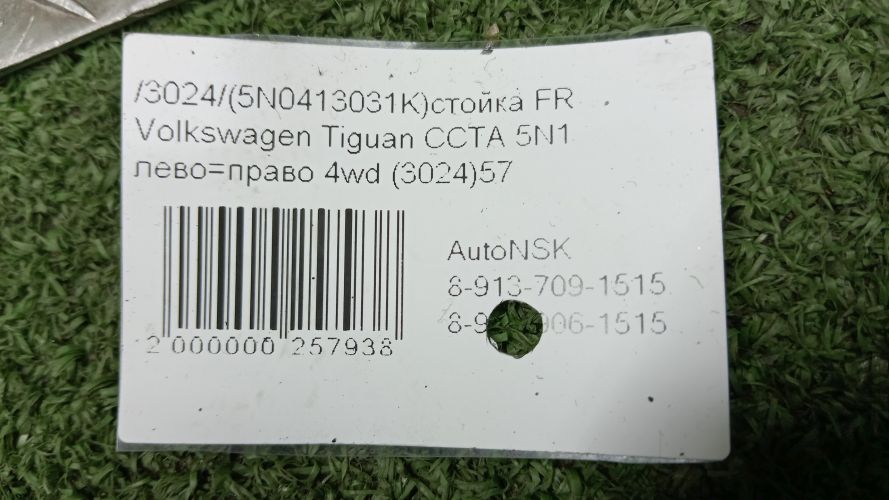 /3024/(5N0413031K)стойка FR
Volkswagen Tiguan CCTA 5N1
лево=право 4wd (3024)57
AutoNSK
8-913-709-1515
2 000000 257938